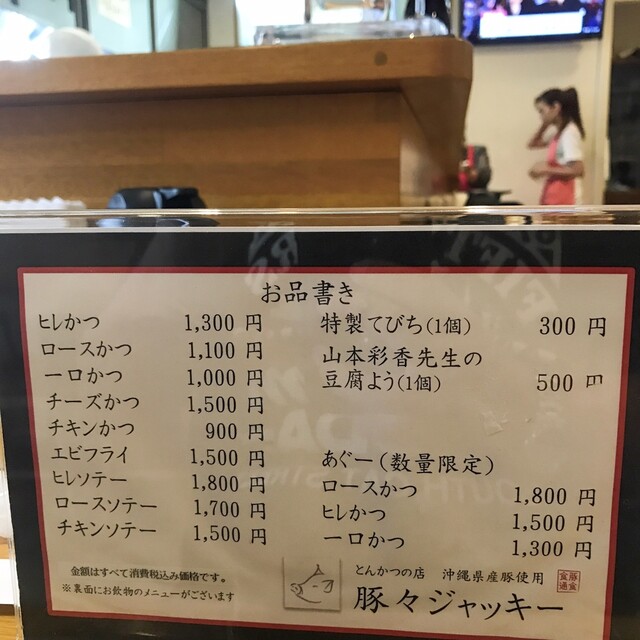 お品書き
ヒレかつ 1,300 円
ロースかつ 1,100 円
一口かつ 1,000 円
チーズかつ 1,500 円
チキンかつ 900 円
エビフライ 1,500 円
ヒレソテー 1,800 円
ロースソテー 1,700 円
チキンソテー 1,500 円
金額はすべて消費税込み価格です。
※裏面にお飲物のメニューがございます
特製てびち(1個) 300 円
山本彩香先生の
豆腐よう(1個) 500 円
あぐー(数量限定)
ロースかつ 1,800 円
ヒレかつ 1,500 円
一口かつ 1,300 円
とんかつの店 沖縄県産豚使用
豚々ジャッキー